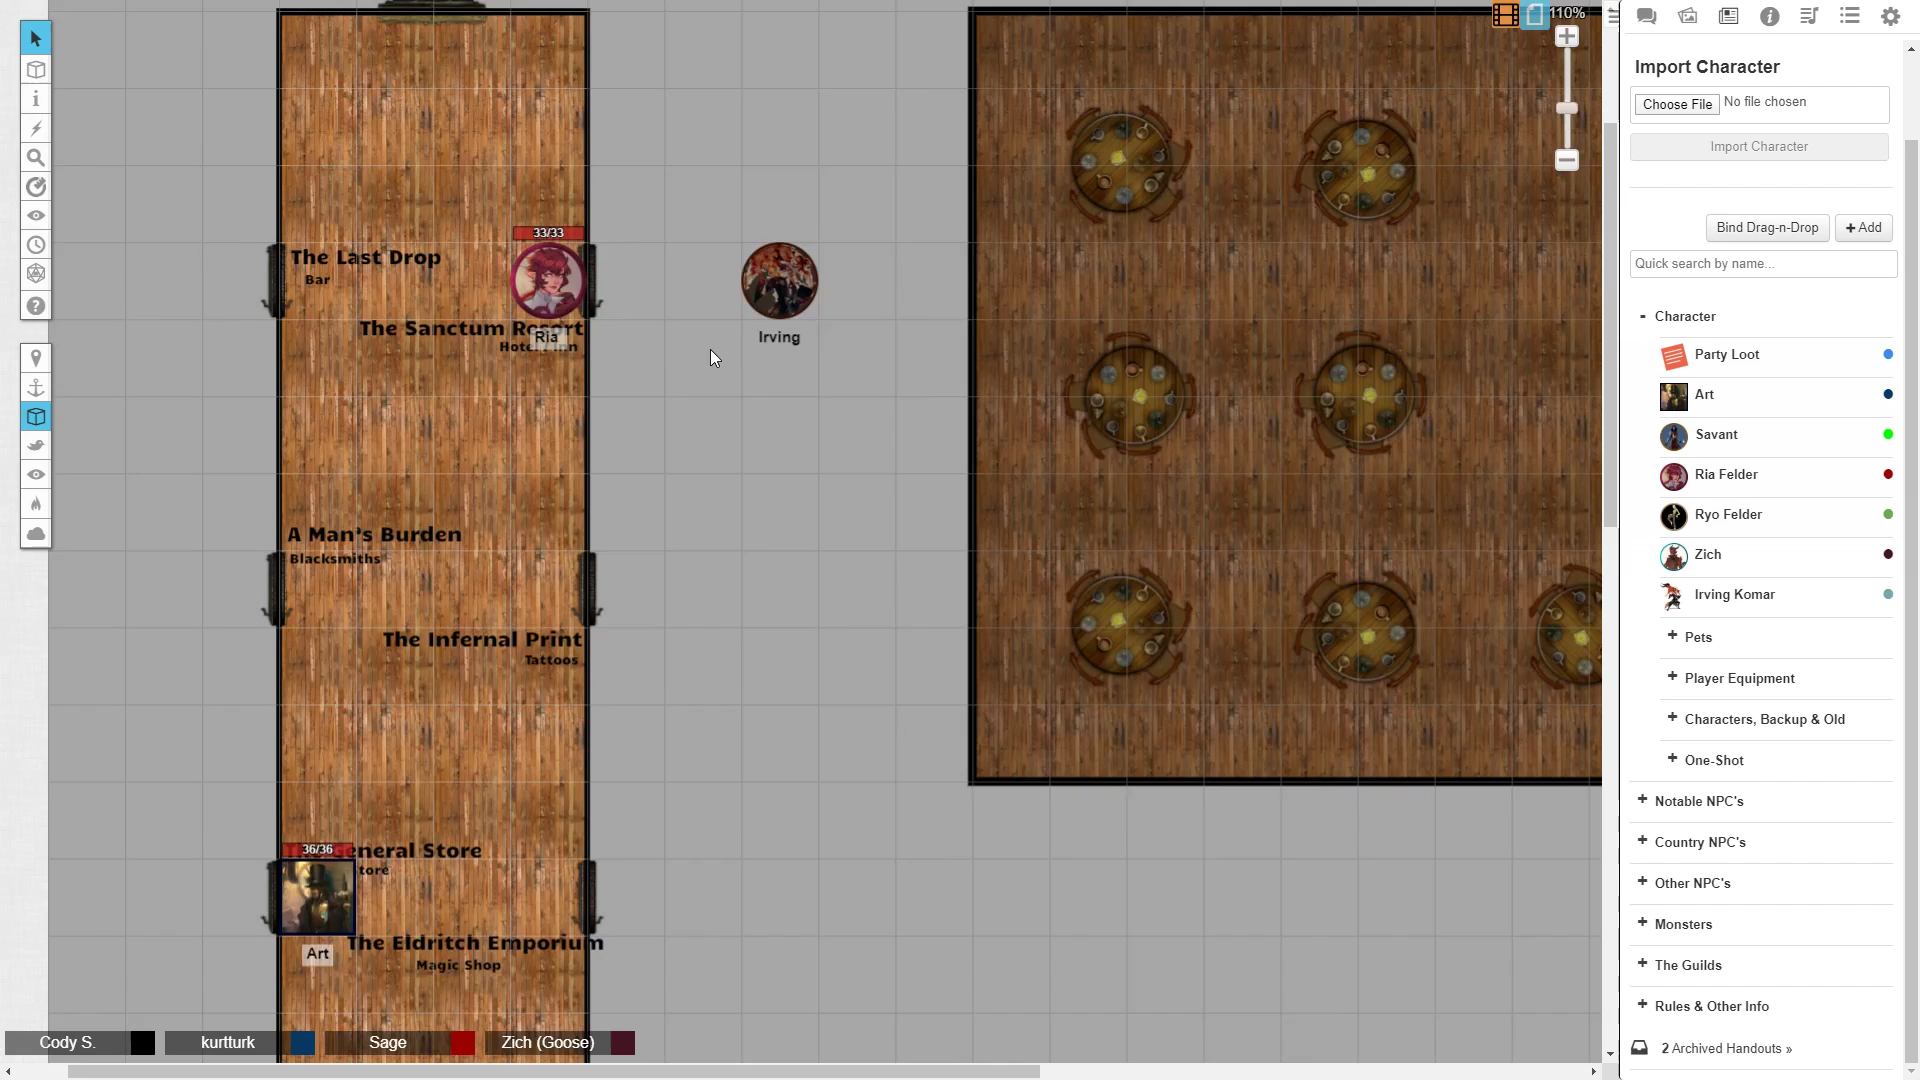 110%
Import Character
Choose File No file chosen
Import Character
Bind Drag-n-Drop
+ Add
Quick search by name...
- Character
Party Loot
Art
Savant
Ria Felder
Ryo Felder
Zich
Irving Komar
+ Pets
+ Player Equipment
+ Characters, Backup & Old
+ One-Shot
+ Notable NPC's
+ Country NPC's
+ Other NPC's
+ Monsters
+ The Guilds
+ Rules & Other Info
2 Archived Handouts »
33/33
The Last Drop
Bar
The Sanctum Resort
Ria
Irving
A Man's Burden
Blacksmiths
The Infernal Print
Tattoos
36/36
General Store
Art
The Eldritch Emporium
Magic Shop
Cody S.
kurtturk
Sage
Zich (Goose)